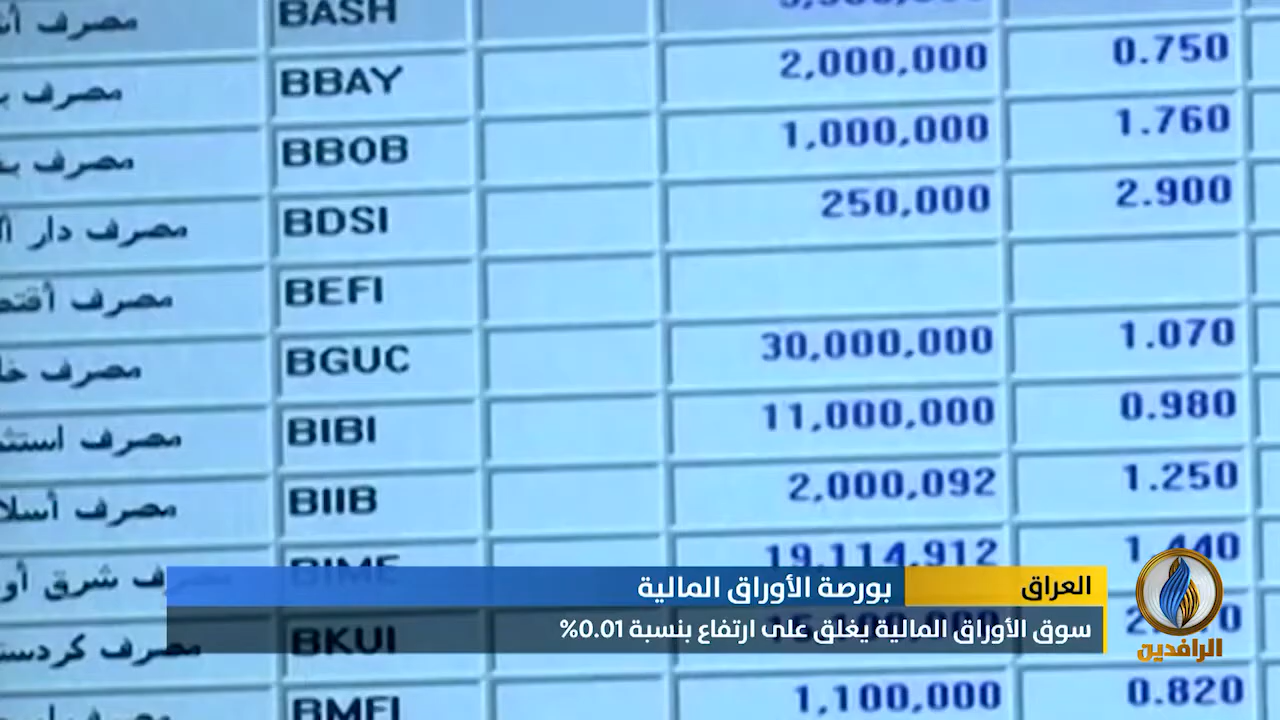 BASH مصرف
BBAY 2,000,000 0.750 مصرف
BBOB 1,000,000 1.760 مصرف
BDSI 250,000 2.900 مصرف دار
BEFI مصرف
BGUC 30,000,000 1.070 مصرف
BIBI 11,000,000 0.980 مصرف
BIIB 2,000,092 1.250 مصرف
BIME 19,114,912 1.440 شرق
BKUI مصرف
BMFI 1,100,000 0.820
العراق بورصة الأوراق المالية
سوق الأوراق المالية يغلق على ارتفاع بنسبة 0.01%
الرافدين